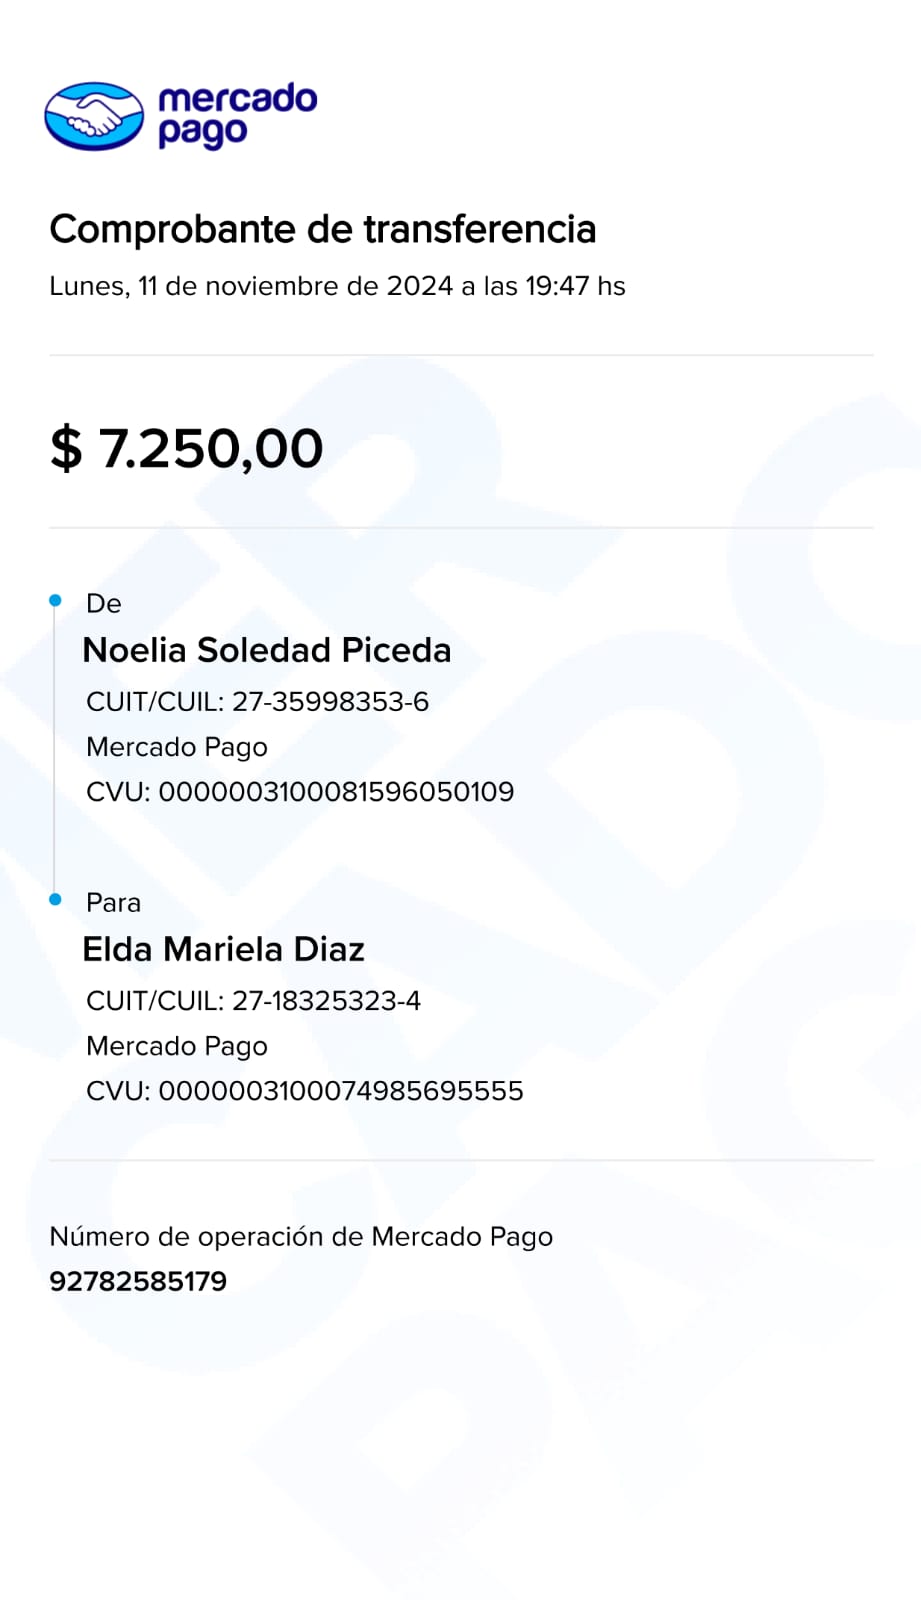 mercado
pago
Comprobante de transferencia
Lunes, 11 de noviembre de 2024 a las 19:47 hs
$ 7.250,00
De
Noelia Soledad Piceda
CUIT/CUIL: 27-35998353-6
Mercado Pago
CVU: 0000003100081596050109
Para
Elda Mariela Diaz
CUIT/CUIL: 27-18325323-4
Mercado Pago
CVU: 0000003100074985695555
Número de operación de Mercado Pago
92782585179
MERCADO
PAGO